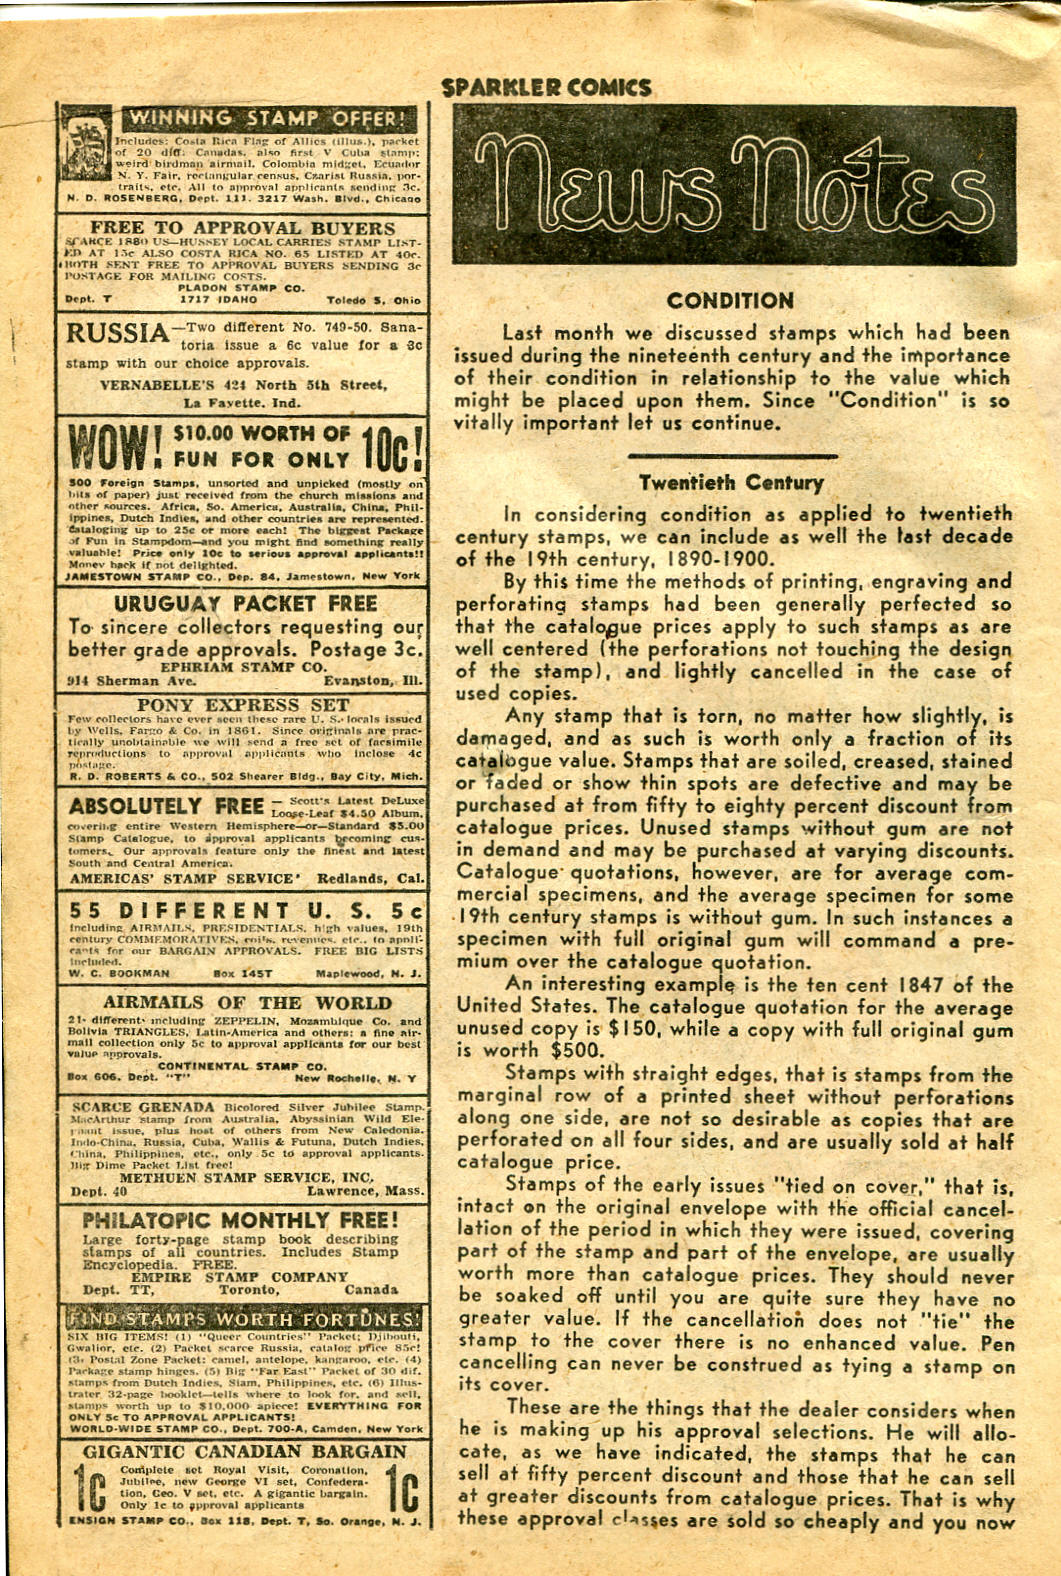 SPARKLER COMICS
WINNING STAMP OFFER!
Includes: Costa Rica Flag of Allies (illus.), packet
of 20 diff. Canadas, also first V Cuba stamp;
weird birdman airmail, Colombia midget, Ecuador
N. Y. Fair, rectangular census, Czarist Russia, por-
traits, etc. All to approval applicants sending 3c.
N. D. ROSENBERG, Dept. 111, 3217 Wash. Blvd., Chicago
FREE TO APPROVAL BUYERS
SCARCE 1880 US—HUSSEY LOCAL CARRIES STAMP LIST-
ED AT 15c ALSO COSTA RICA NO. 65 LISTED AT 40c.
BOTH SENT FREE TO APPROVAL BUYERS SENDING 3c
POSTAGE FOR MAILING COSTS.
PLADON STAMP CO.
Dept. T 1717 IDAHO Toledo 5, Ohio
RUSSIA—Two different No. 749-50. Sana-
toria issue a 6c value for a 3c
stamp with our choice approvals.
VERNABELLE'S 424 North 5th Street,
La Fayette, Ind.
WOW! $10.00 WORTH OF
FUN FOR ONLY 10c!
500 Foreign Stamps, unsorted and unpicked (mostly on
bits of paper) just received from the church missions and
other sources. Africa, So. America, Australia, China, Phil-
ippines, Dutch Indies, and other countries are represented.
Cataloging up to 25c or more each! The biggest Package
of Fun in Stampdom—and you might find something really
valuable! Price only 10c to serious approval applicants!!
Money back if not delighted.
JAMESTOWN STAMP CO., Dep. 84, Jamestown, New York
URUGUAY PACKET FREE
To sincere collectors requesting our
better grade approvals. Postage 3c.
EPHRIAM STAMP CO.
914 Sherman Ave. Evanston, Ill.
PONY EXPRESS SET
Few collectors have ever seen these rare U. S. locals issued
by Wells, Fargo & Co. in 1861. Since originals are prac-
tically unobtainable we will send a free set of facsimile
reproductions to approval applicants who inclose 4c
postage.
R. D. ROBERTS & CO., 502 Shearer Bldg., Bay City, Mich.
ABSOLUTELY FREE — Scott's Latest DeLuxe
Loose-Leaf $4.50 Album,
covering entire Western Hemisphere—or—Standard $5.00
Stamp Catalogue, to approval applicants becoming cus-
tomers. Our approvals feature only the finest and latest
South and Central America.
AMERICAS' STAMP SERVICE' Redlands, Cal.
55 DIFFERENT U. S. 5c
Including AIRMAILS, PRESIDENTIALS, high values, 19th
century COMMEMORATIVES, coils, revenues, etc., to appli-
cants for our BARGAIN APPROVALS. FREE BIG LISTS
included.
W. C. BOOKMAN Box 145T Maplewood, N. J.
AIRMAILS OF THE WORLD
21 different including ZEPPELIN, Mozambique Co. and
Bolivia TRIANGLES, Latin-America and others; a fine air-
mail collection only 5c to approval applicants for our best
value approvals.
CONTINENTAL STAMP CO.
Box 606, Dept. "T" New Rochelle, N. Y
SCARCE GRENADA Bicolored Silver Jubilee Stamp.
MacArthur Stamp from Australia, Abyssinian Wild Ele-
phant issue, plus host of others from New Caledonia.
Indo-China, Russia, Cuba, Wallis & Futuna, Dutch Indies,
China, Philippines, etc., only 5c to approval applicants.
Big Dime Packet List free!
METHUEN STAMP SERVICE, INC.
Dept. 40 Lawrence, Mass.
PHILATOPIC MONTHLY FREE!
Large forty-page stamp book describing
stamps of all countries. Includes Stamp
Encyclopedia. FREE.
EMPIRE STAMP COMPANY
Dept. TT, Toronto, Canada
FIND STAMPS WORTH FORTUNES!
SIX BIG ITEMS! (1) "Queer Countries" Packet; Djibouti,
Gwalior, etc. (2) Packet scarce Russia, catalog price 85c!
(3) Postal Zone Packet: camel, antelope, kangaroo, etc. (4)
Package stamp hinges. (5) Big "Far East" Packet of 30 dif.
stamps from Dutch Indies, Siam, Philippines, etc. (6) Illus-
trater 32-page booklet—tells where to look for, and sell,
stamps worth up to $10,000 apiece! EVERYTHING FOR
ONLY 5c TO APPROVAL APPLICANTS!
WORLD-WIDE STAMP CO., Dept. 700-A, Camden, New York
GIGANTIC CANADIAN BARGAIN
1c Complete set Royal Visit, Coronation, 1c
Jubilee, new George VI set, Confedera-
tion, Geo. V set, etc. A gigantic bargain.
Only 1c to approval applicants
ENSIGN STAMP CO., Box 118, Dept. T, So. Orange, N. J.
News Notes
CONDITION
Last month we discussed stamps which had been
issued during the nineteenth century and the importance
of their condition in relationship to the value which
might be placed upon them. Since "Condition" is so
vitally important let us continue.
Twentieth Century
In considering condition as applied to twentieth
century stamps, we can include as well the last decade
of the 19th century, 1890-1900.
By this time the methods of printing, engraving and
perforating stamps had been generally perfected so
that the catalogue prices apply to such stamps as are
well centered (the perforations not touching the design
of the stamp), and lightly cancelled in the case of
used copies.
Any stamp that is torn, no matter how slightly, is
damaged, and as such is worth only a fraction of its
catalogue value. Stamps that are soiled, creased, stained
or faded or show thin spots are defective and may be
purchased at from fifty to eighty percent discount from
catalogue prices. Unused stamps without gum are not
in demand and may be purchased at varying discounts.
Catalogue quotations, however, are for average com-
mercial specimens, and the average specimen for some
19th century stamps is without gum. In such instances a
specimen with full original gum will command a pre-
mium over the catalogue quotation.
An interesting example is the ten cent 1847 of the
United States. The catalogue quotation for the average
unused copy is $150, while a copy with full original gum
is worth $500.
Stamps with straight edges, that is stamps from the
marginal row of a printed sheet without perforations
along one side, are not so desirable as copies that are
perforated on all four sides, and are usually sold at half
catalogue price.
Stamps of the early issues "tied on cover," that is,
intact on the original envelope with the official cancel-
lation of the period in which they were issued, covering
part of the stamp and part of the envelope, are usually
worth more than catalogue prices. They should never
be soaked off until you are quite sure they have no
greater value. If the cancellation does not "tie" the
stamp to the cover there is no enhanced value. Pen
cancelling can never be construed as tying a stamp on
its cover.
These are the things that the dealer considers when
he is making up his approval selections. He will allo-
cate, as we have indicated, the stamps that he can
sell at fifty percent discount and those that he can sell
at greater discounts from catalogue prices. That is why
these approval classes are sold so cheaply and you now